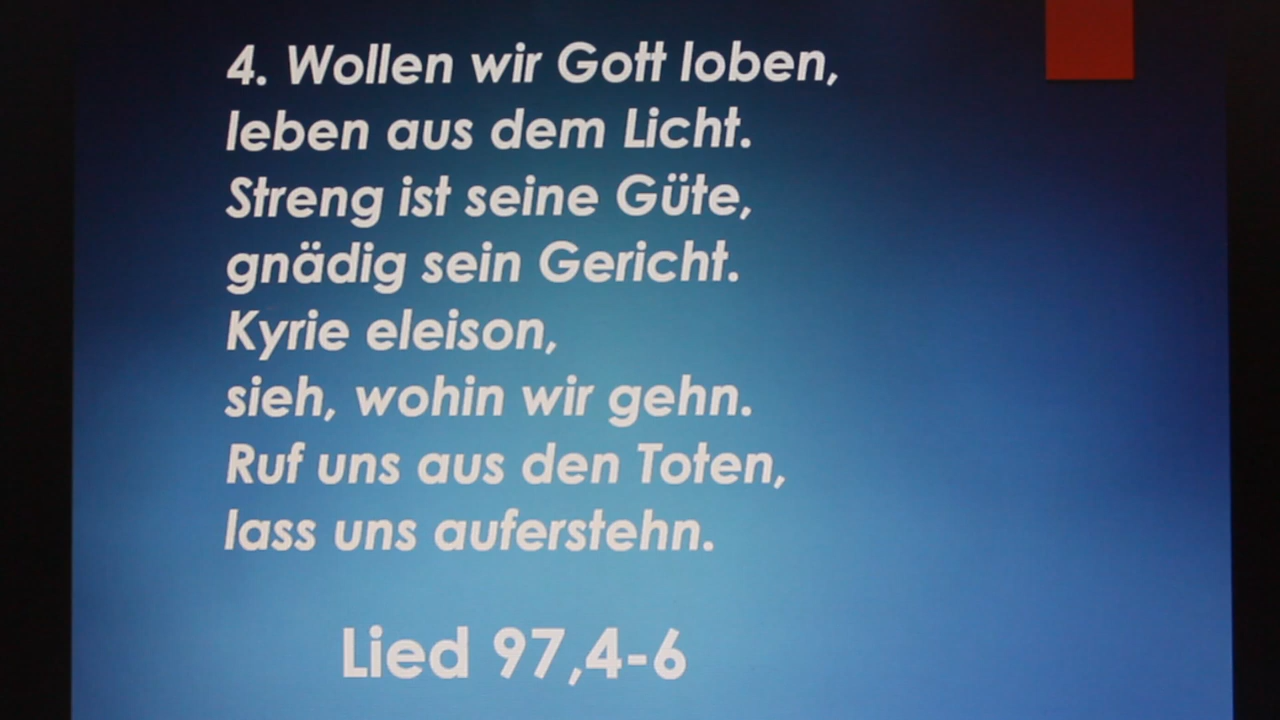 4. Wollen wir Gott loben,
leben aus dem Licht.
Streng ist seine Güte,
gnädig sein Gericht.
Kyrie eleison,
sieh, wohin wir gehn.
Ruf uns aus den Toten,
lass uns auferstehn.
Lied 97,4-6